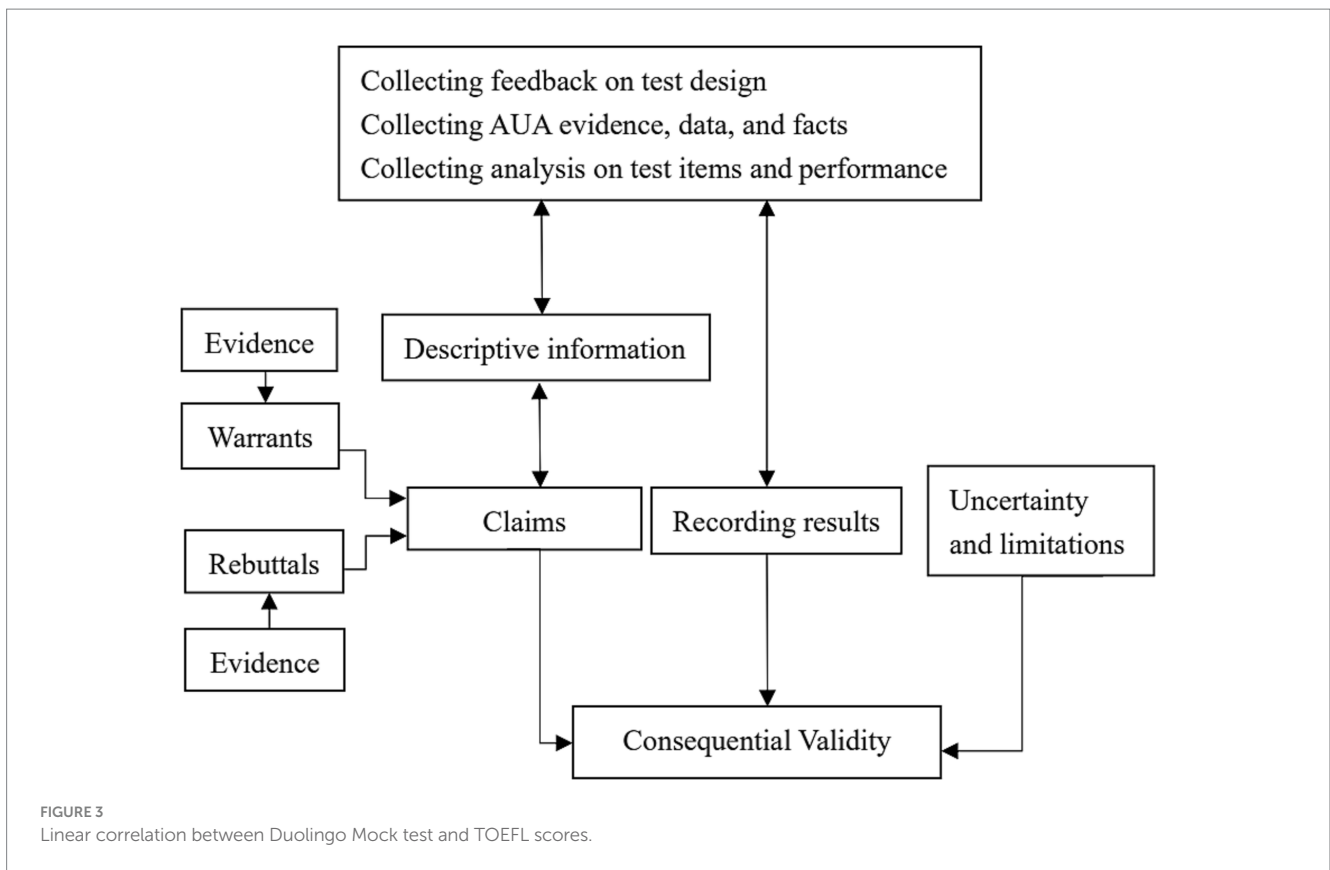 Collecting feedback on test design
Collecting AUA evidence, data, and facts
Collecting analysis on test items and performance
Evidence
Descriptive information
Warrants
Claims
Recording results
Uncertainty
and limitations
Rebuttals
Evidence
Consequential Validity
FIGURE 3
Linear correlation between Duolingo Mock test and TOEFL scores.